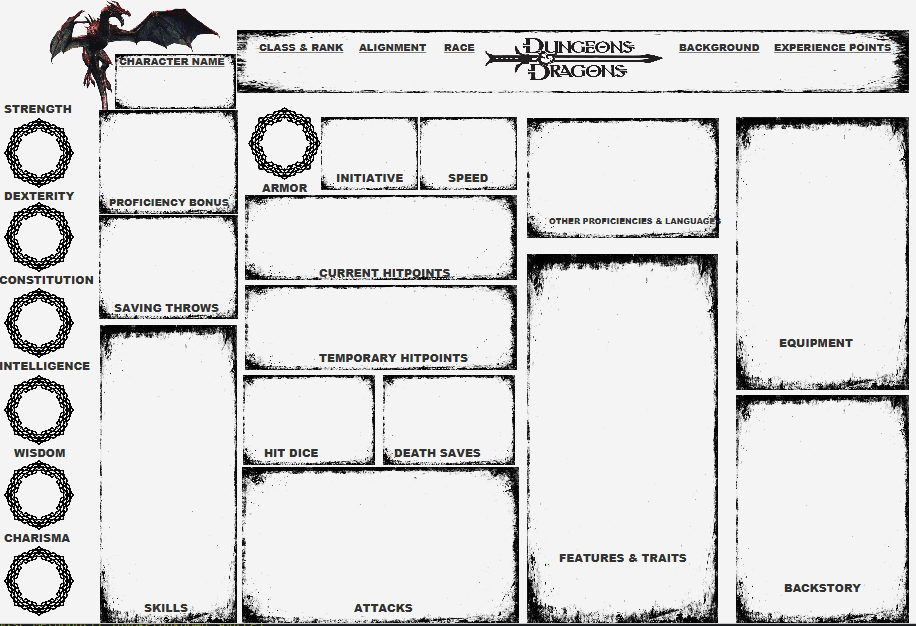 CLASS & RANK ALIGNMENT RACE DUNGEONS & DRAGONS BACKGROUND EXPERIENCE POINTS
CHARACTER NAME
STRENGTH
DEXTERITY
CONSTITUTION
INTELLIGENCE
WISDOM
CHARISMA
PROFICIENCY BONUS
SAVING THROWS
SKILLS
ARMOR
INITIATIVE
SPEED
CURRENT HITPOINTS
TEMPORARY HITPOINTS
HIT DICE
DEATH SAVES
ATTACKS
OTHER PROFICIENCIES & LANGUAGES
FEATURES & TRAITS
EQUIPMENT
BACKSTORY